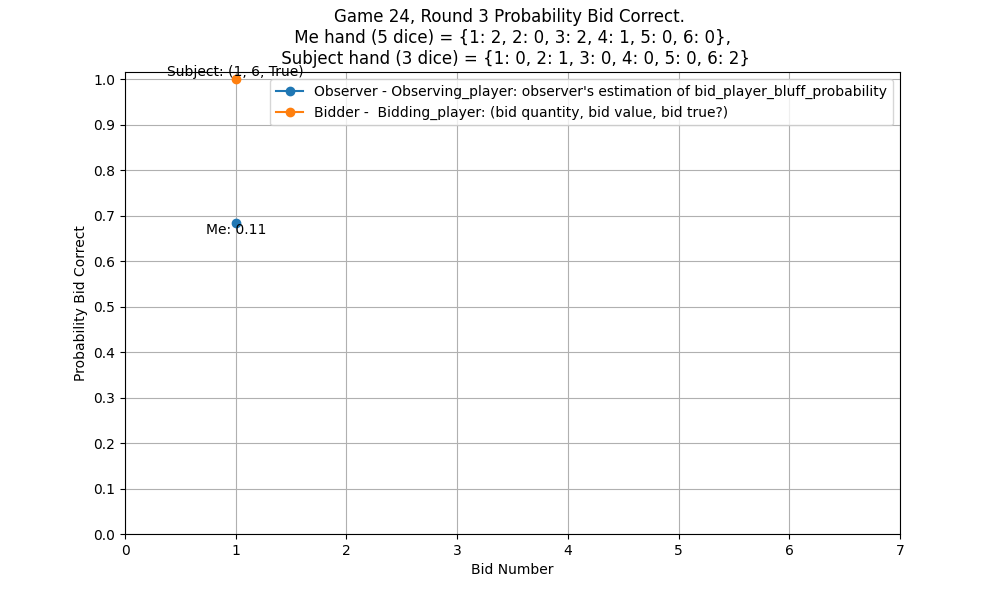 Game 24, Round 3 Probability Bid Correct.
Me hand (5 dice) = {1: 2, 2: 0, 3: 2, 4: 1, 5: 0, 6: 0},
Subject hand (3 dice) = {1: 0, 2: 1, 3: 0, 4: 0, 5: 0, 6: 2}
Subject: (1, 6, True)
Observer - Observing_player: observer's estimation of bid_player_bluff_probability
Bidder -  Bidding_player: (bid quantity, bid value, bid true?)
Me: 0.11
Probability Bid Correct
1.0
0.9
0.8
0.7
0.6
0.5
0.4
0.3
0.2
0.1
0.0
0 1 2 3 4 5 6 7
Bid Number